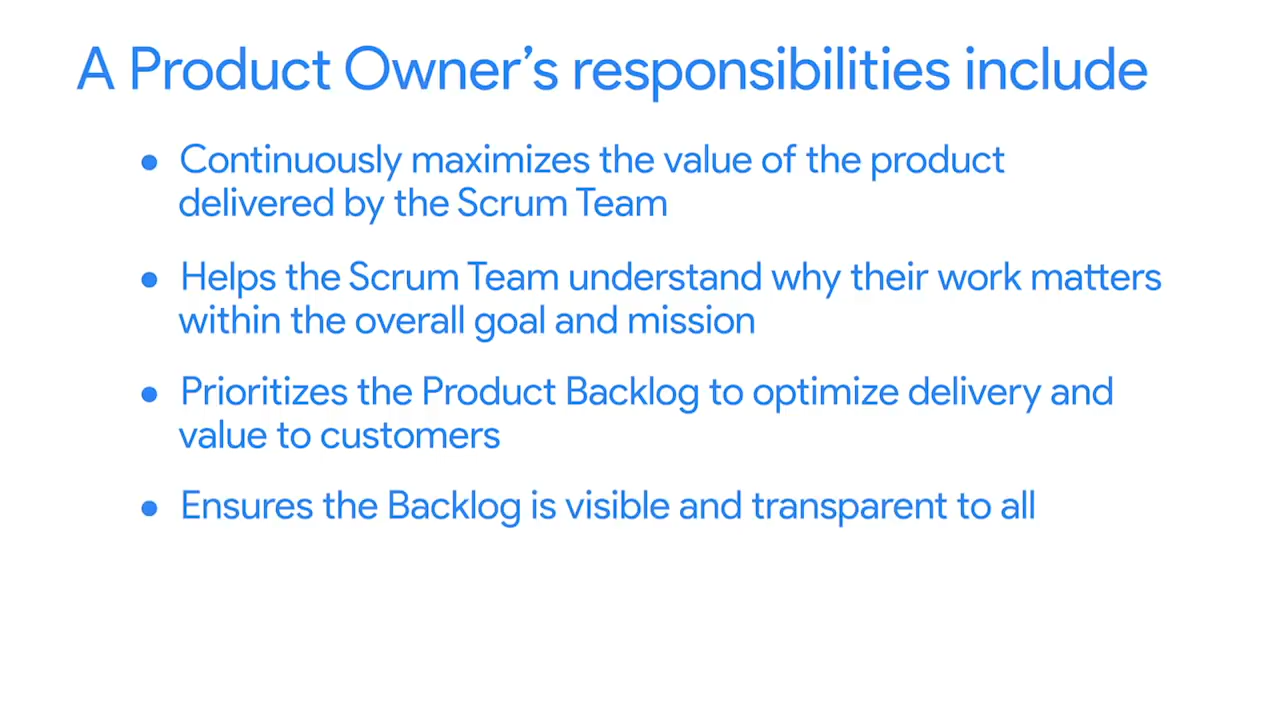 A Product Owner’s responsibilities include
● Continuously maximizes the value of the product
delivered by the Scrum Team
● Helps the Scrum Team understand why their work matters
within the overall goal and mission
● Prioritizes the Product Backlog to optimize delivery and
value to customers
● Ensures the Backlog is visible and transparent to all